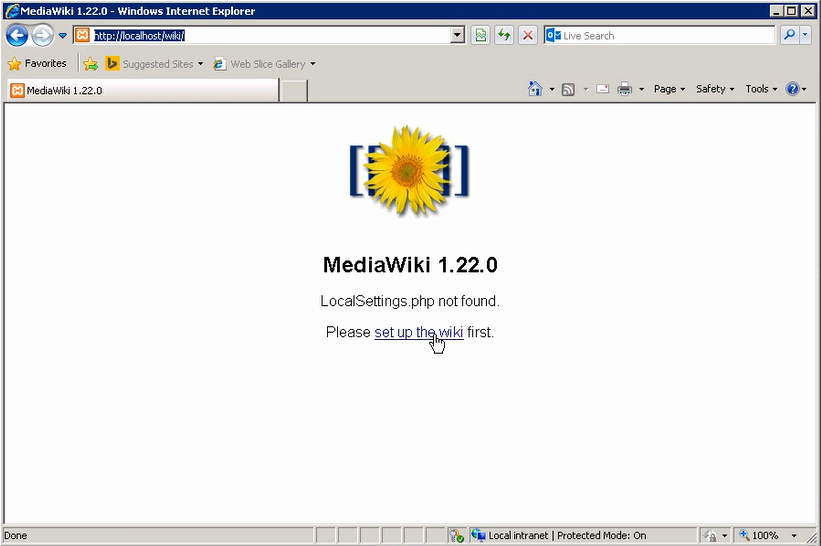 MediaWiki 1.22.0 - Windows Internet Explorer
http://localhost/wiki/
Live Search
Favorites Suggested Sites Web Slice Gallery
MediaWiki 1.22.0 Page Safety Tools
[[ ]]
MediaWiki 1.22.0
LocalSettings.php not found.
Please set up the wiki first.
Done Local intranet | Protected Mode: On 100%